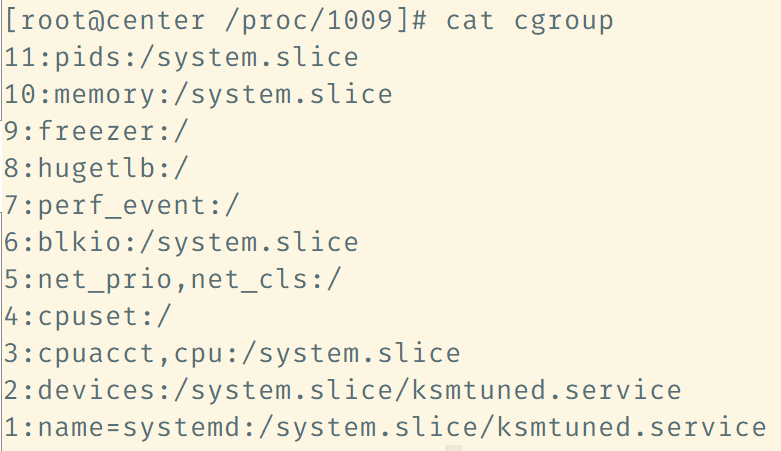 [root@center /proc/1009]# cat cgroup
11:pids:/system.slice
10:memory:/system.slice
9:freezer:/
8:hugetlb:/
7:perf_event:/
6:blkio:/system.slice
5:net_prio,net_cls:/
4:cpuset:/
3:cpuacct,cpu:/system.slice
2:devices:/system.slice/ksmtuned.service
1:name=systemd:/system.slice/ksmtuned.service